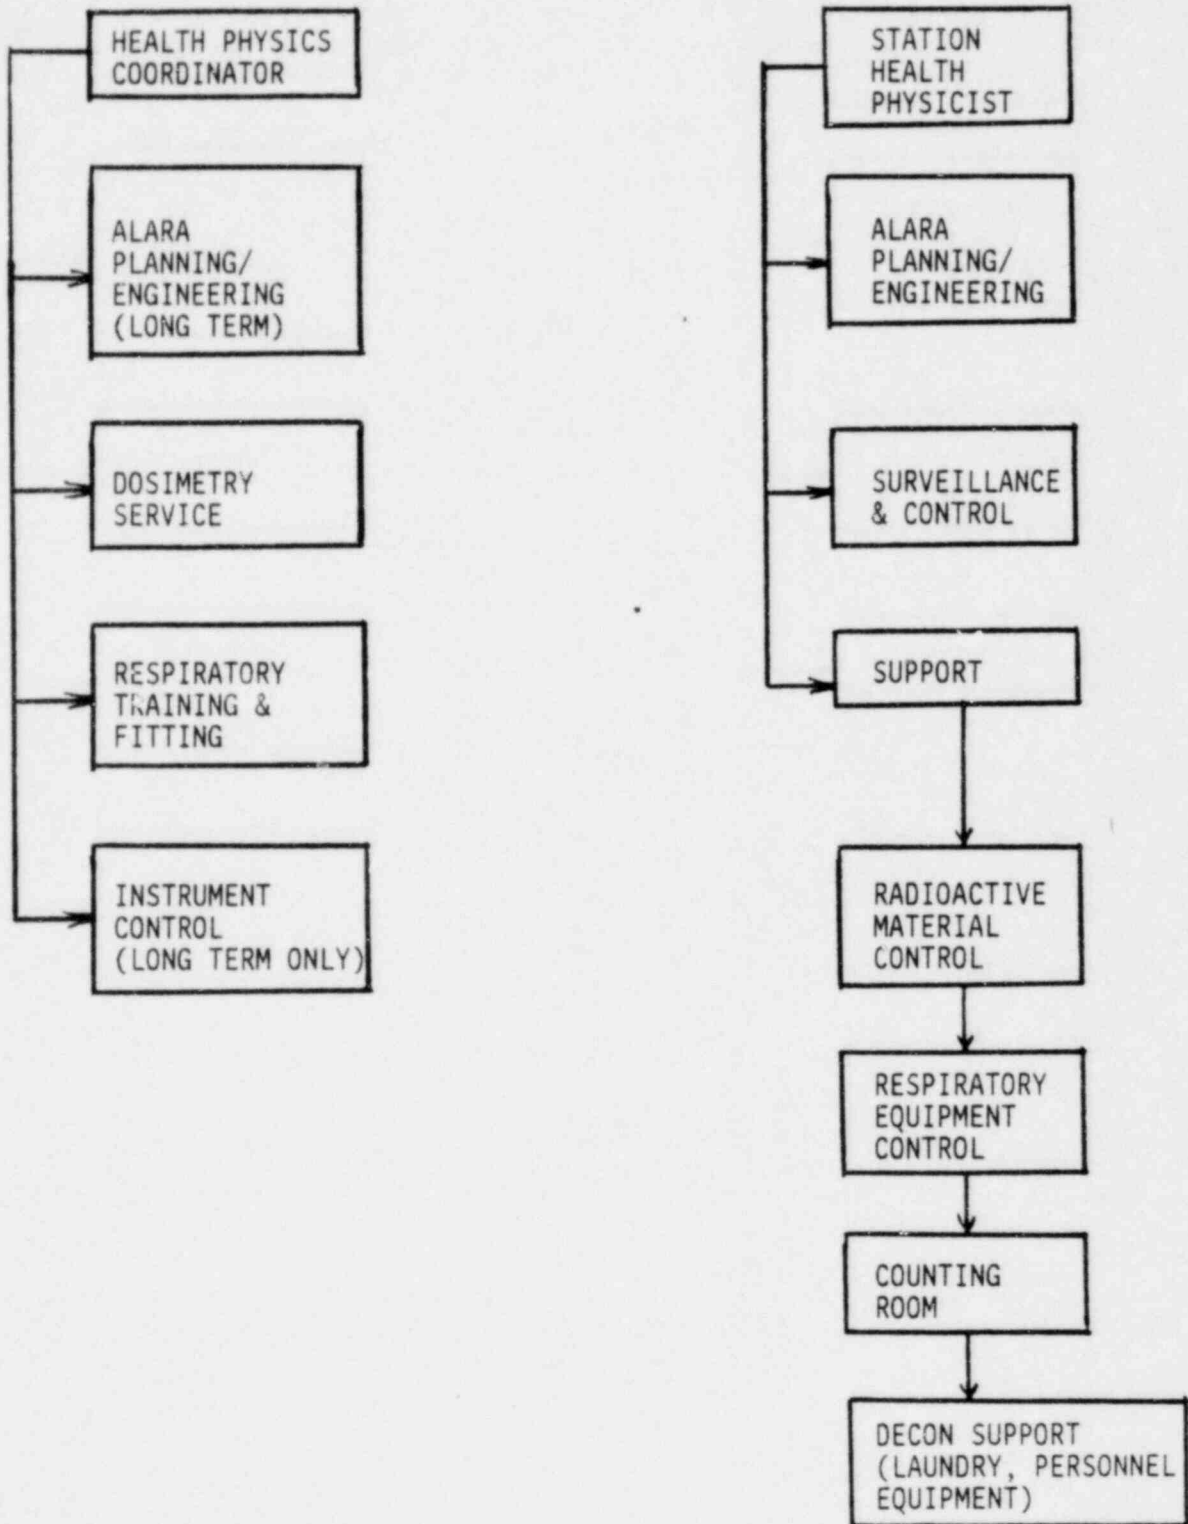 HEALTH PHYSICS
COORDINATOR
ALARA
PLANNING/
ENGINEERING
(LONG TERM)
DOSIMETRY
SERVICE
RESPIRATORY
TRAINING &
FITTING
INSTRUMENT
CONTROL
(LONG TERM ONLY)
STATION
HEALTH
PHYSICIST
ALARA
PLANNING/
ENGINEERING
SURVEILLANCE
& CONTROL
SUPPORT
RADIOACTIVE
MATERIAL
CONTROL
RESPIRATORY
EQUIPMENT
CONTROL
COUNTING
ROOM
DECON SUPPORT
(LAUNDRY, PERSONNEL
EQUIPMENT)